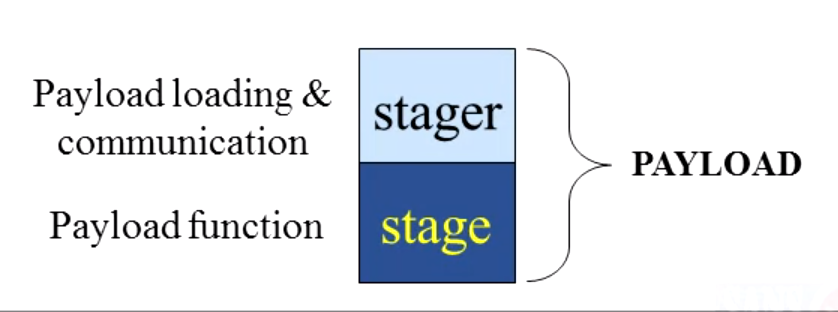 Payload loading &
communication
stager
PAYLOAD
Payload function
stage